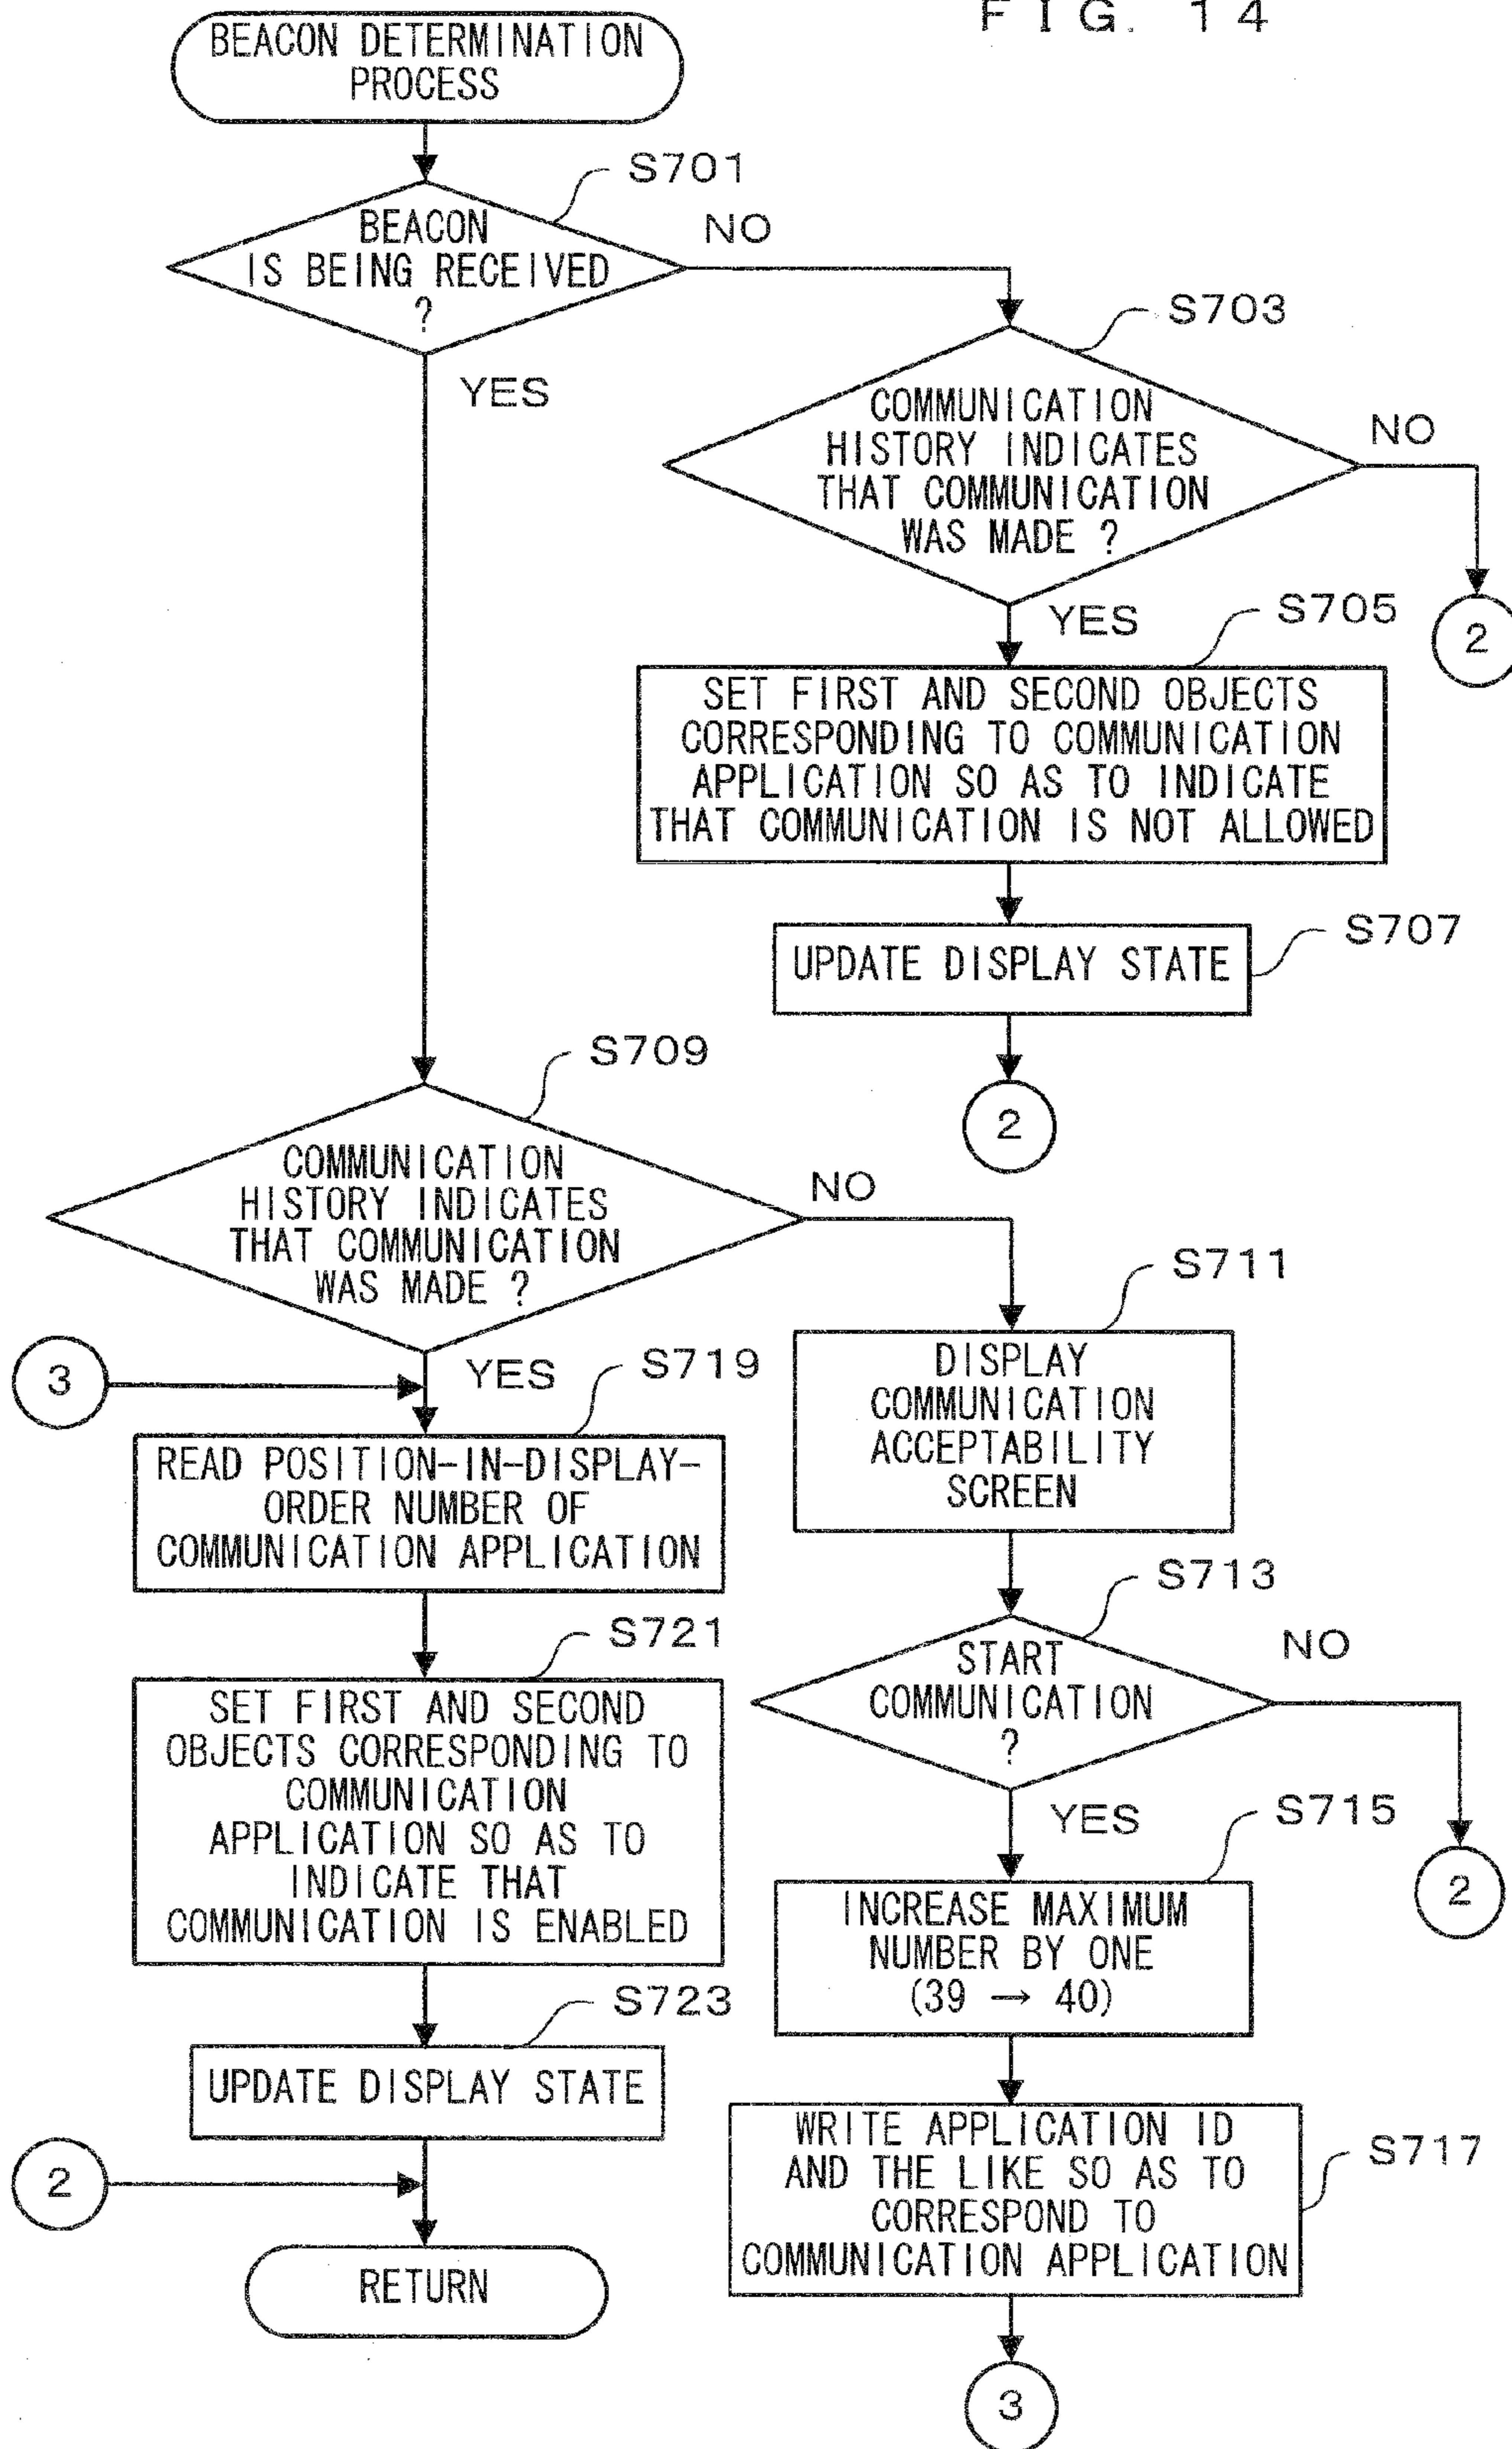 FIG. 14
BEACON DETERMINATION
PROCESS
S701
BEACON
IS BEING RECEIVED
?
NO
YES
S703
COMMUNICATION
HISTORY INDICATES
THAT COMMUNICATION
WAS MADE ?
NO
2
YES
S705
SET FIRST AND SECOND OBJECTS
CORRESPONDING TO COMMUNICATION
APPLICATION SO AS TO INDICATE
THAT COMMUNICATION IS NOT ALLOWED
S707
UPDATE DISPLAY STATE
2
S709
COMMUNICATION
HISTORY INDICATES
THAT COMMUNICATION
WAS MADE ?
NO
YES
S711
DISPLAY
COMMUNICATION
ACCEPTABILITY
SCREEN
S713
START
COMMUNICATION
?
NO
2
YES
S715
INCREASE MAXIMUM
NUMBER BY ONE
(39 → 40)
S717
WRITE APPLICATION ID
AND THE LIKE SO AS TO
CORRESPOND TO
COMMUNICATION APPLICATION
3
3
S719
READ POSITION-IN-DISPLAY-
ORDER NUMBER OF
COMMUNICATION APPLICATION
S721
SET FIRST AND SECOND
OBJECTS CORRESPONDING TO
COMMUNICATION
APPLICATION SO AS TO
INDICATE THAT
COMMUNICATION IS ENABLED
S723
UPDATE DISPLAY STATE
2
RETURN